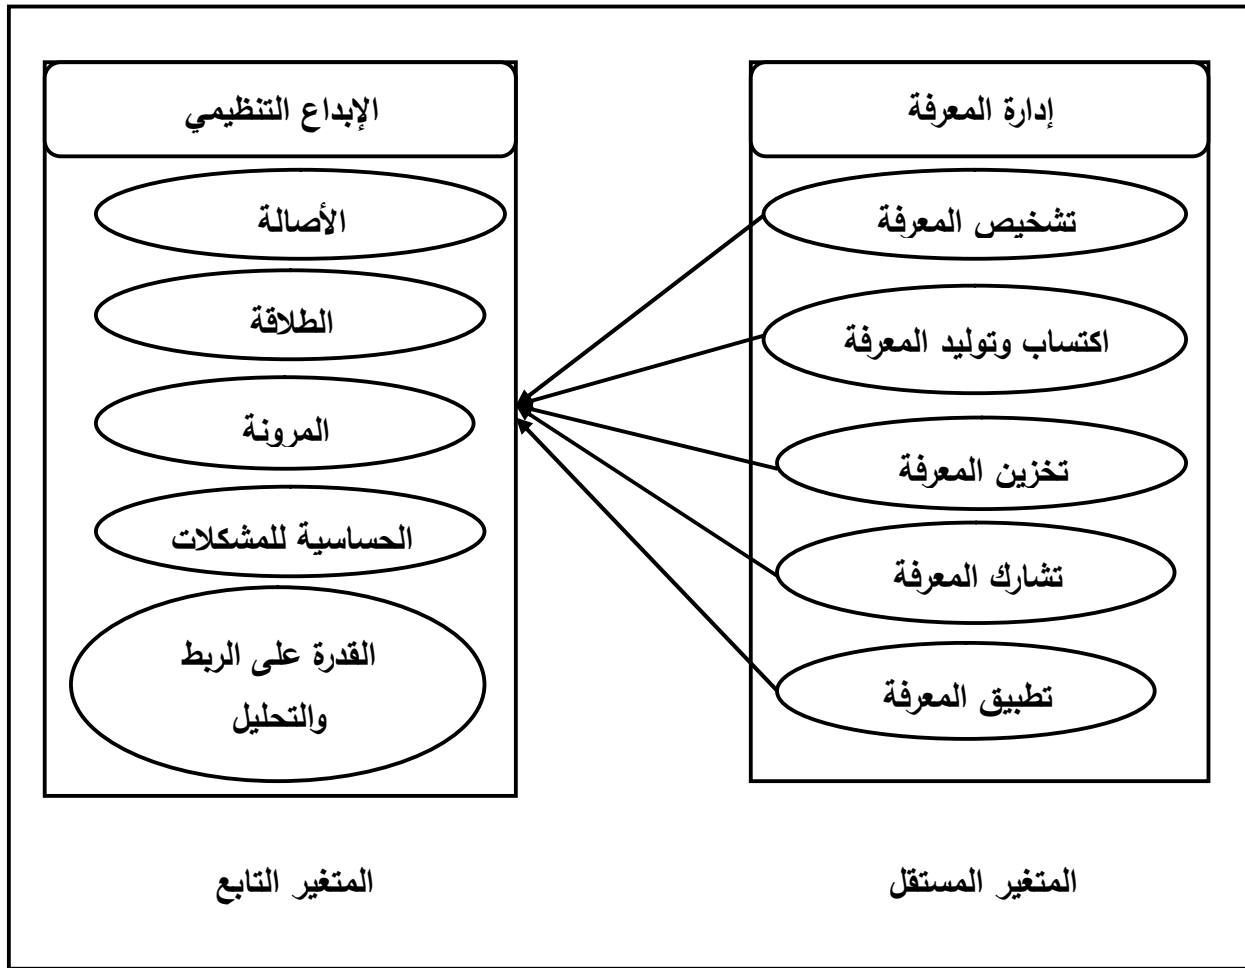 إدارة المعرفة
تشخيص المعرفة
اكتساب وتوليد المعرفة
تخزين المعرفة
تشارك المعرفة
تطبيق المعرفة
المتغير المستقل
الإبداع التنظيمي
الأصالة
الطلاقة
المرونة
الحساسية للمشكلات
القدرة على الربط
والتحليل
المتغير التابع